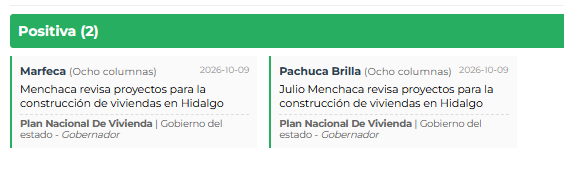 Positiva (2)
Marfeca (Ocho columnas) 2026-10-09
Menchaca revisa proyectos para la
construcción de viviendas en Hidalgo
Plan Nacional De Vivienda | Gobierno del
estado - Gobernador
Pachuca Brilla (Ocho columnas) 2026-10-09
Julio Menchaca revisa proyectos para la
construcción de viviendas en Hidalgo
Plan Nacional De Vivienda | Gobierno del
estado - Gobernador